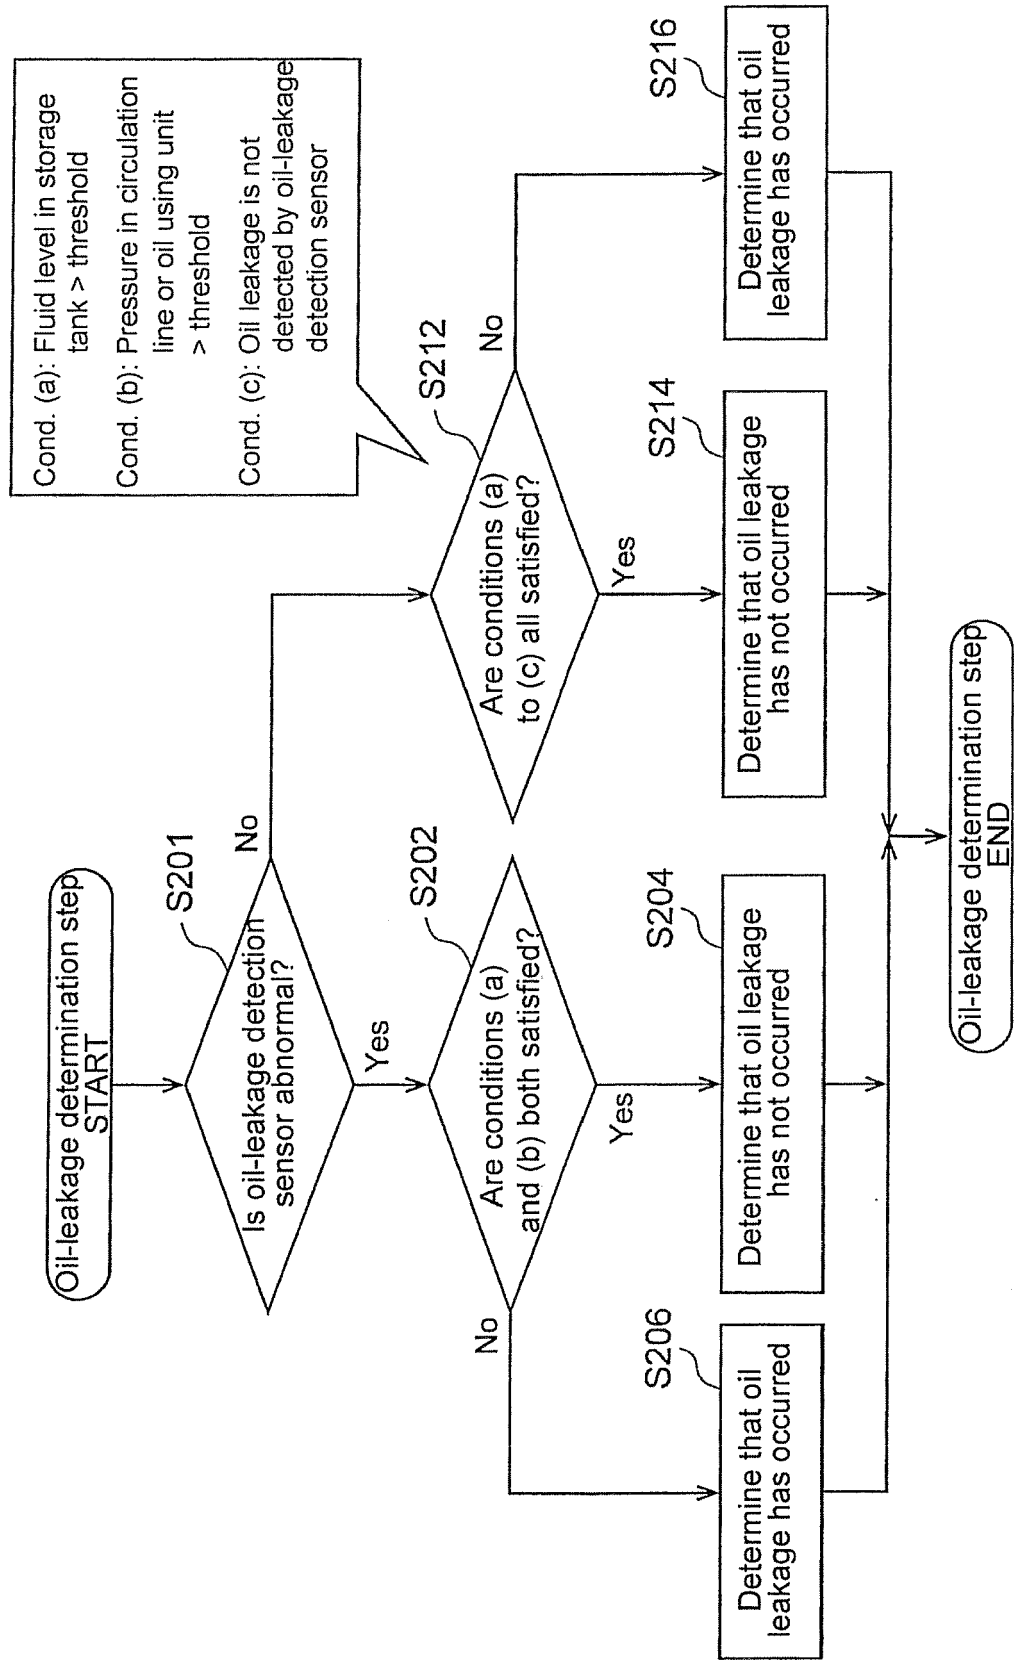 Oil-leakage determination step
START
S201
Is oil-leakage detection
sensor abnormal?
No
Yes
Cond. (a): Fluid level in storage
tank > threshold
Cond. (b): Pressure in circulation
line or oil using unit
> threshold
Cond. (c): Oil leakage is not
detected by oil-leakage
detection sensor
S202
Are conditions (a)
and (b) both satisfied?
No
Yes
S212
Are conditions (a)
to (c) all satisfied?
No
Yes
S206
Determine that oil
leakage has occurred
S204
Determine that oil leakage
has not occurred
S214
Determine that oil leakage
has not occurred
S216
Determine that oil
leakage has occurred
Oil-leakage determination step
END